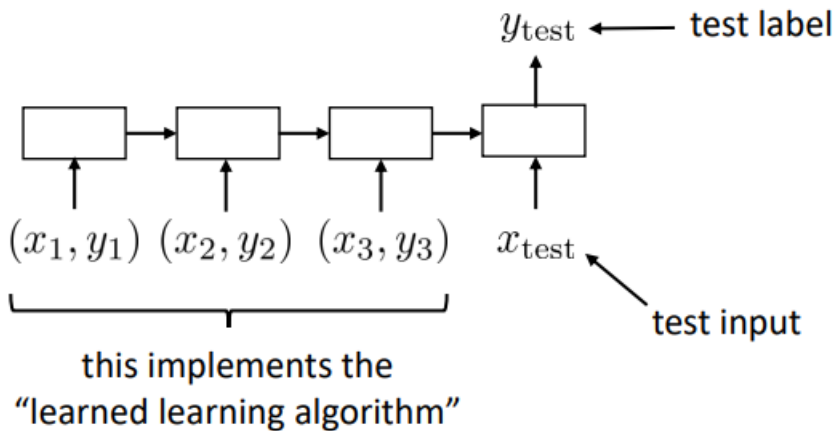 y_test test label
(x_1, y_1) (x_2, y_2) (x_3, y_3) x_test
test input
this implements the
“learned learning algorithm”